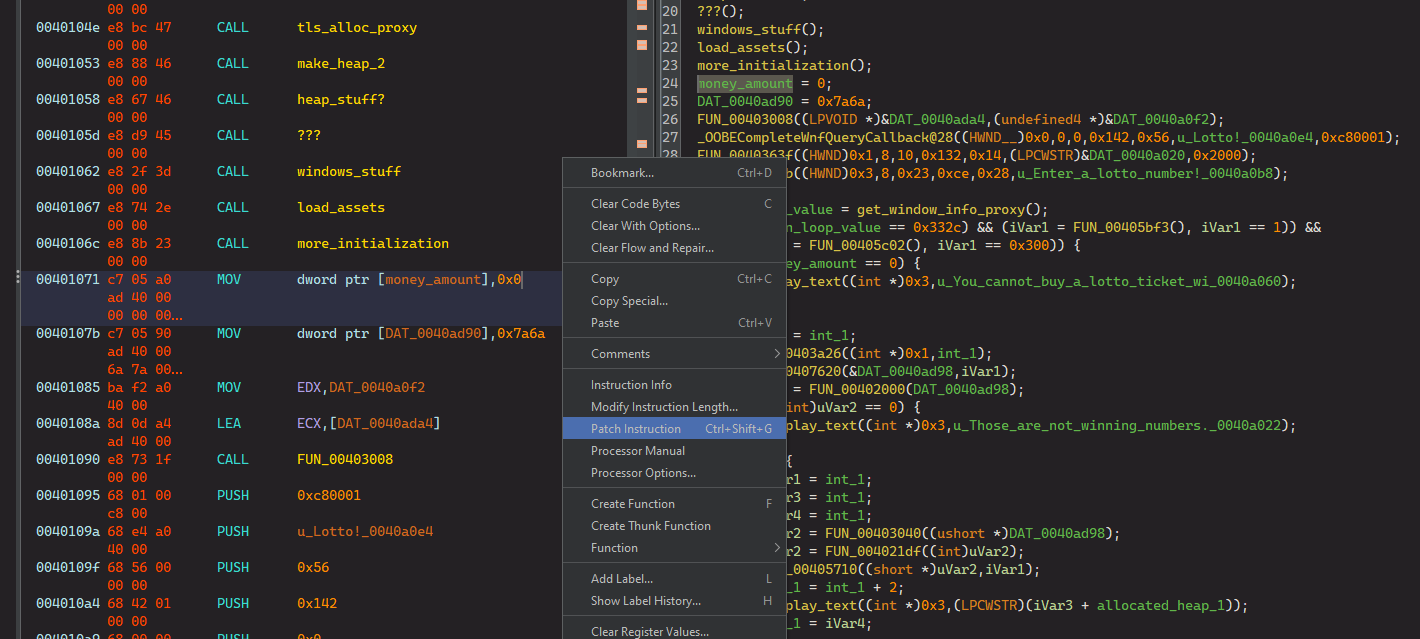 00 00
0040104e e8 bc 47 CALL tls_alloc_proxy
00 00
00401053 e8 88 46 CALL make_heap_2
00 00
00401058 e8 67 46 CALL heap_stuff?
00 00
0040105d e8 d9 45 CALL ???
00 00
00401062 e8 2f 3d CALL windows_stuff
00 00
00401067 e8 74 2e CALL load_assets
00 00
0040106c e8 8b 23 CALL more_initialization
00 00
00401071 c7 05 a0 MOV dword ptr [money_amount],0x0
ad 40 00
00 00 00...
0040107b c7 05 90 MOV dword ptr [DAT_0040ad90],0x7a6a
ad 40 00
6a 7a 00...
00401085 ba f2 a0 MOV EDX,DAT_0040a0f2
40 00
0040108a 8d 0d a4 LEA ECX,[DAT_0040ada4]
ad 40 00
00401090 e8 73 1f CALL FUN_00403008
00 00
00401095 68 01 00 PUSH 0xc80001
c8 00
0040109a 68 e4 a0 PUSH u_Lotto!_0040a0e4
40 00
0040109f 68 56 00 PUSH 0x56
00 00
004010a4 68 42 01 PUSH 0x142
00 00
004010a9 68 00 00 PUSH 0x0
Bookmark... Ctrl+D
Clear Code Bytes C
Clear With Options...
Clear Flow and Repair...
Copy Ctrl+C
Copy Special...
Paste Ctrl+V
Comments
Instruction Info
Modify Instruction Length...
Patch Instruction Ctrl+Shift+G
Processor Manual
Processor Options...
Create Function F
Create Thunk Function
Function
Add Label... L
Show Label History... H
Clear Register Values...
20 ???();
21 windows_stuff();
22 load_assets();
23 more_initialization();
24 money_amount = 0;
25 DAT_0040ad90 = 0x7a6a;
26 FUN_00403008((LPVOID *)&DAT_0040ada4,(undefined4 *)&DAT_0040a0f2);
27 _OOBECompleteWnfQueryCallback@28((HWND__)0x0,0,0,0x142,0x56,u_Lotto!_0040a0e4,0xc80001);
28 FUN_0040363f((HWND)0x1,8,10,0x132,0x14,(LPCWSTR)&DAT_0040a020,0x2000);
b((HWND)0x3,8,0x23,0xce,0x28,u_Enter_a_lotto_number!_0040a0b8);
_value = get_window_info_proxy();
n_loop_value == 0x332c) && (iVar1 = FUN_00405bf3(), iVar1 == 1)) &&
= FUN_00405c02(), iVar1 == 0x300)) {
ey_amount == 0) {
lay_text((int *)0x3,u_You_cannot_buy_a_lotto_ticket_wi_0040a060);
= int_1;
0403a26((int *)0x1,int_1);
0407620(&DAT_0040ad98,iVar1);
= FUN_00402000(DAT_0040ad98);
int)uVar2 == 0) {
play_text((int *)0x3,u_Those_are_not_winning_numbers._0040a022);
{
r1 = int_1;
r3 = int_1;
r4 = int_1;
r2 = FUN_00403040((ushort *)DAT_0040ad98);
r2 = FUN_004021df((int)uVar2);
_00405710((short *)uVar2,iVar1);
_1 = int_1 + 2;
play_text((int *)0x3,(LPCWSTR)(iVar3 + allocated_heap_1));
_1 = iVar4;